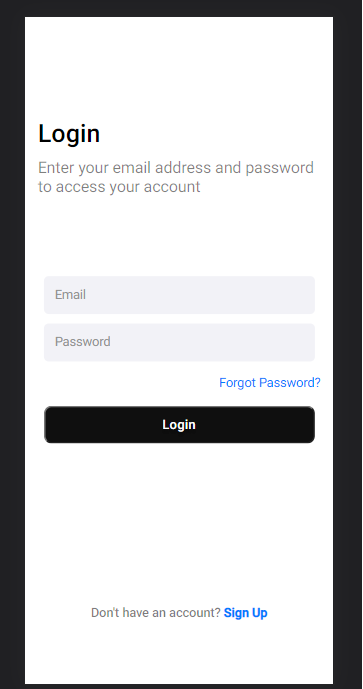 Login
Enter your email address and password
to access your account
Email
Password
Forgot Password?
Login
Don't have an account? Sign Up